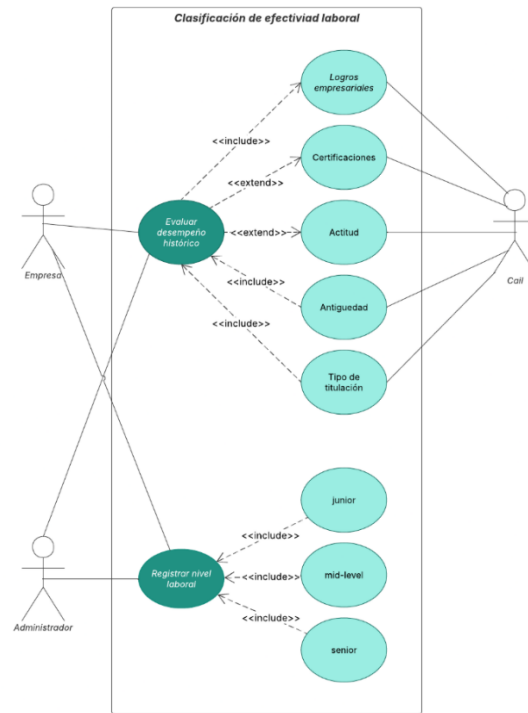 Clasificación de efectiviad laboral
Logros
empresariales
<<include>>
Certificaciones
<<extend>>
Evaluar
desempeño
histórico
<<extend>>
Actitud
Empresa
Call
<<include>>
Antiguedad
<<include>>
Tipo de
titulación
junior
<<include>>
Registrar nivel
laboral
<<include>>
mid-level
Administrador
<<include>>
senior